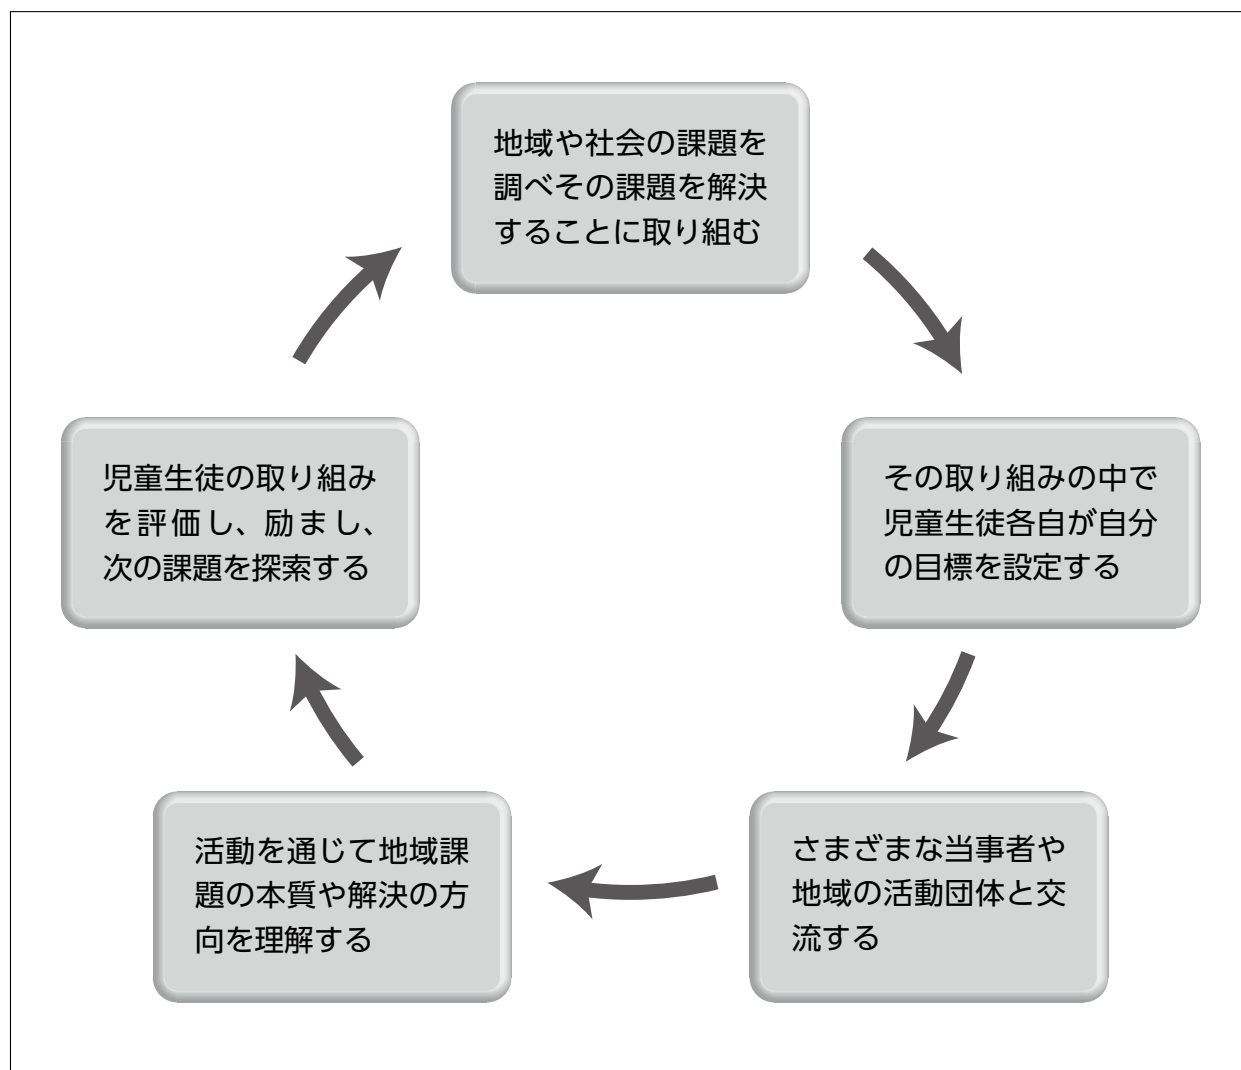 地域や社会の課題を
調べその課題を解決
することに取り組む
その取り組みの中で
児童生徒各自が自分
の目標を設定する
さまざまな当事者や
地域の活動団体と交
流する
活動を通じて地域課
題の本質や解決の方
向を理解する
児童生徒の取り組み
を評価し、励まし、
次の課題を探索する